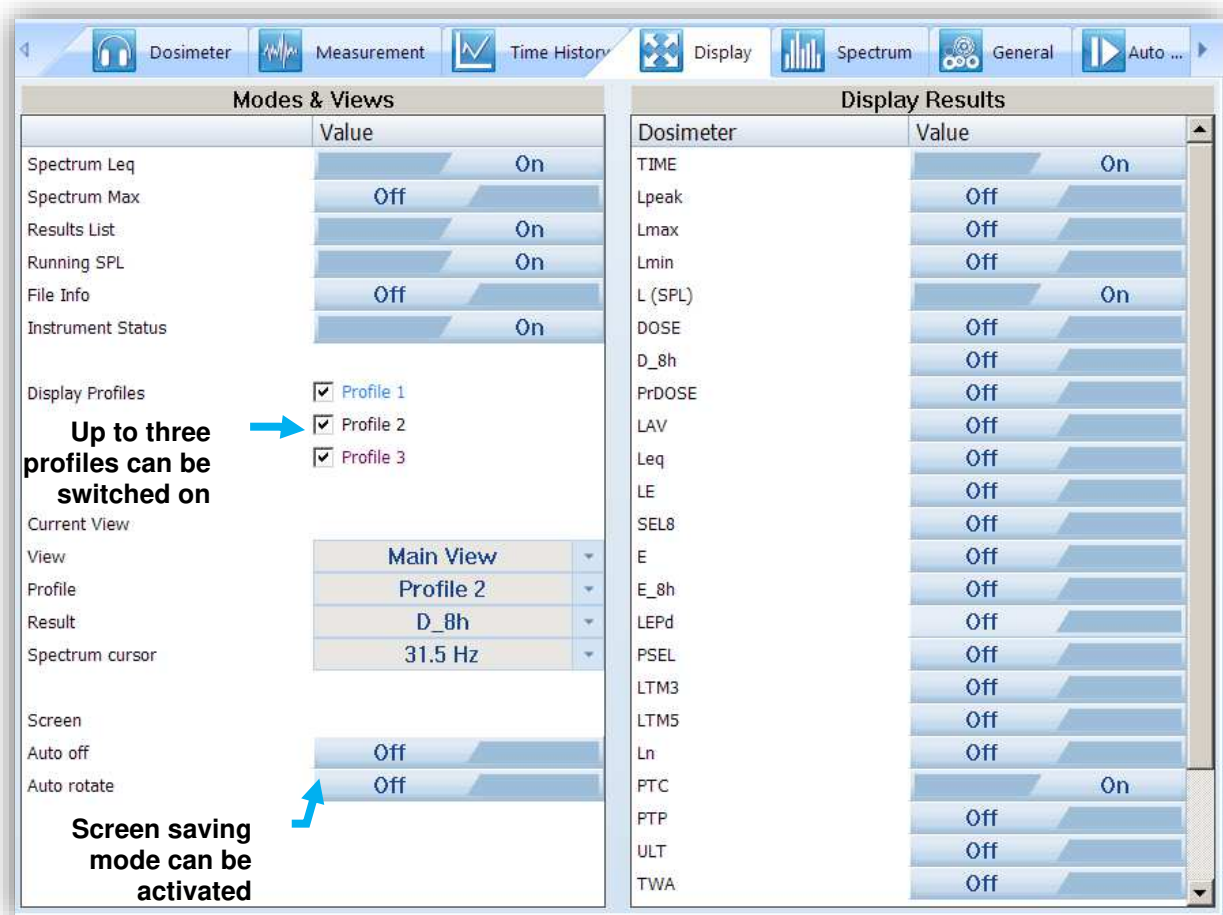 Dosimeter Measurement Time History Display Spectrum General Auto ...
Modes & Views
Value
Spectrum Leq On
Spectrum Max Off
Results List On
Running SPL On
File Info Off
Instrument Status On
Display Profiles Profile 1
Profile 2
Profile 3
Up to three
profiles can be
switched on
Current View
View Main View
Profile Profile 2
Result D_8h
Spectrum cursor 31.5 Hz
Screen
Auto off Off
Auto rotate Off
Screen saving
mode can be
activated
Display Results
Dosimeter Value
TIME On
Lpeak Off
Lmax Off
Lmin Off
L (SPL) On
DOSE Off
D_8h Off
PrDOSE Off
LAV Off
Leq Off
LE Off
SEL8 Off
E Off
E_8h Off
LEPd Off
PSEL Off
LTM3 Off
LTM5 Off
Ln Off
PTC On
PTP Off
ULT Off
TWA Off